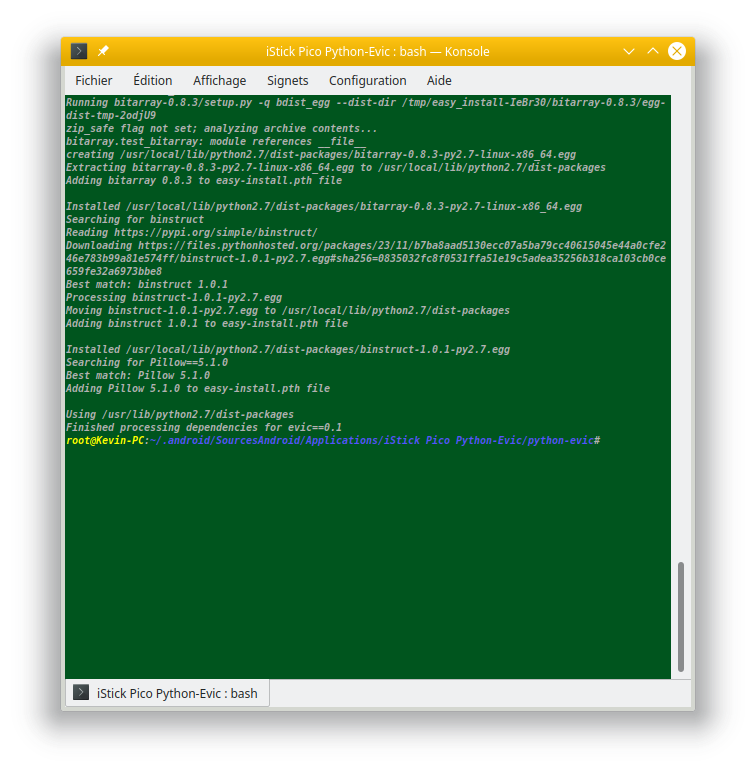 iStick Pico Python-Evic : bash — Konsole
Fichier Édition Affichage Signets Configuration Aide
Running bitarray-0.8.3/setup.py -q bdist_egg --dist-dir /tmp/easy_install-IeBr30/bitarray-0.8.3/egg-
dist-tmp-2odjU9
zip_safe flag not set; analyzing archive contents...
bitarray.test_bitarray: module references __file__
creating /usr/local/lib/python2.7/dist-packages/bitarray-0.8.3-py2.7-linux-x86_64.egg
Extracting bitarray-0.8.3-py2.7-linux-x86_64.egg to /usr/local/lib/python2.7/dist-packages
Adding bitarray 0.8.3 to easy-install.pth file
Installed /usr/local/lib/python2.7/dist-packages/bitarray-0.8.3-py2.7-linux-x86_64.egg
Searching for binstruct
Reading https://pypi.org/simple/binstruct/
Downloading https://files.pythonhosted.org/packages/23/11/b7ba8aad5130ecc07a5ba79cc40615045e44a0cfe2
46e783b99a81e574ff/binstruct-1.0.1-py2.7.egg#sha256=0835032fc8f0531ffa51e19c5adea35256b318ca103cb0ce
659fe32a6973bbe8
Best match: binstruct 1.0.1
Processing binstruct-1.0.1-py2.7.egg
Moving binstruct-1.0.1-py2.7.egg to /usr/local/lib/python2.7/dist-packages
Adding binstruct 1.0.1 to easy-install.pth file
Installed /usr/local/lib/python2.7/dist-packages/binstruct-1.0.1-py2.7.egg
Searching for Pillow==5.1.0
Best match: Pillow 5.1.0
Adding Pillow 5.1.0 to easy-install.pth file
Using /usr/lib/python2.7/dist-packages
Finished processing dependencies for evic==0.1
root@Kevin-PC:~/.android/SourcesAndroid/Applications/iStick Pico Python-Evic/python-evic#
iStick Pico Python-Evic : bash